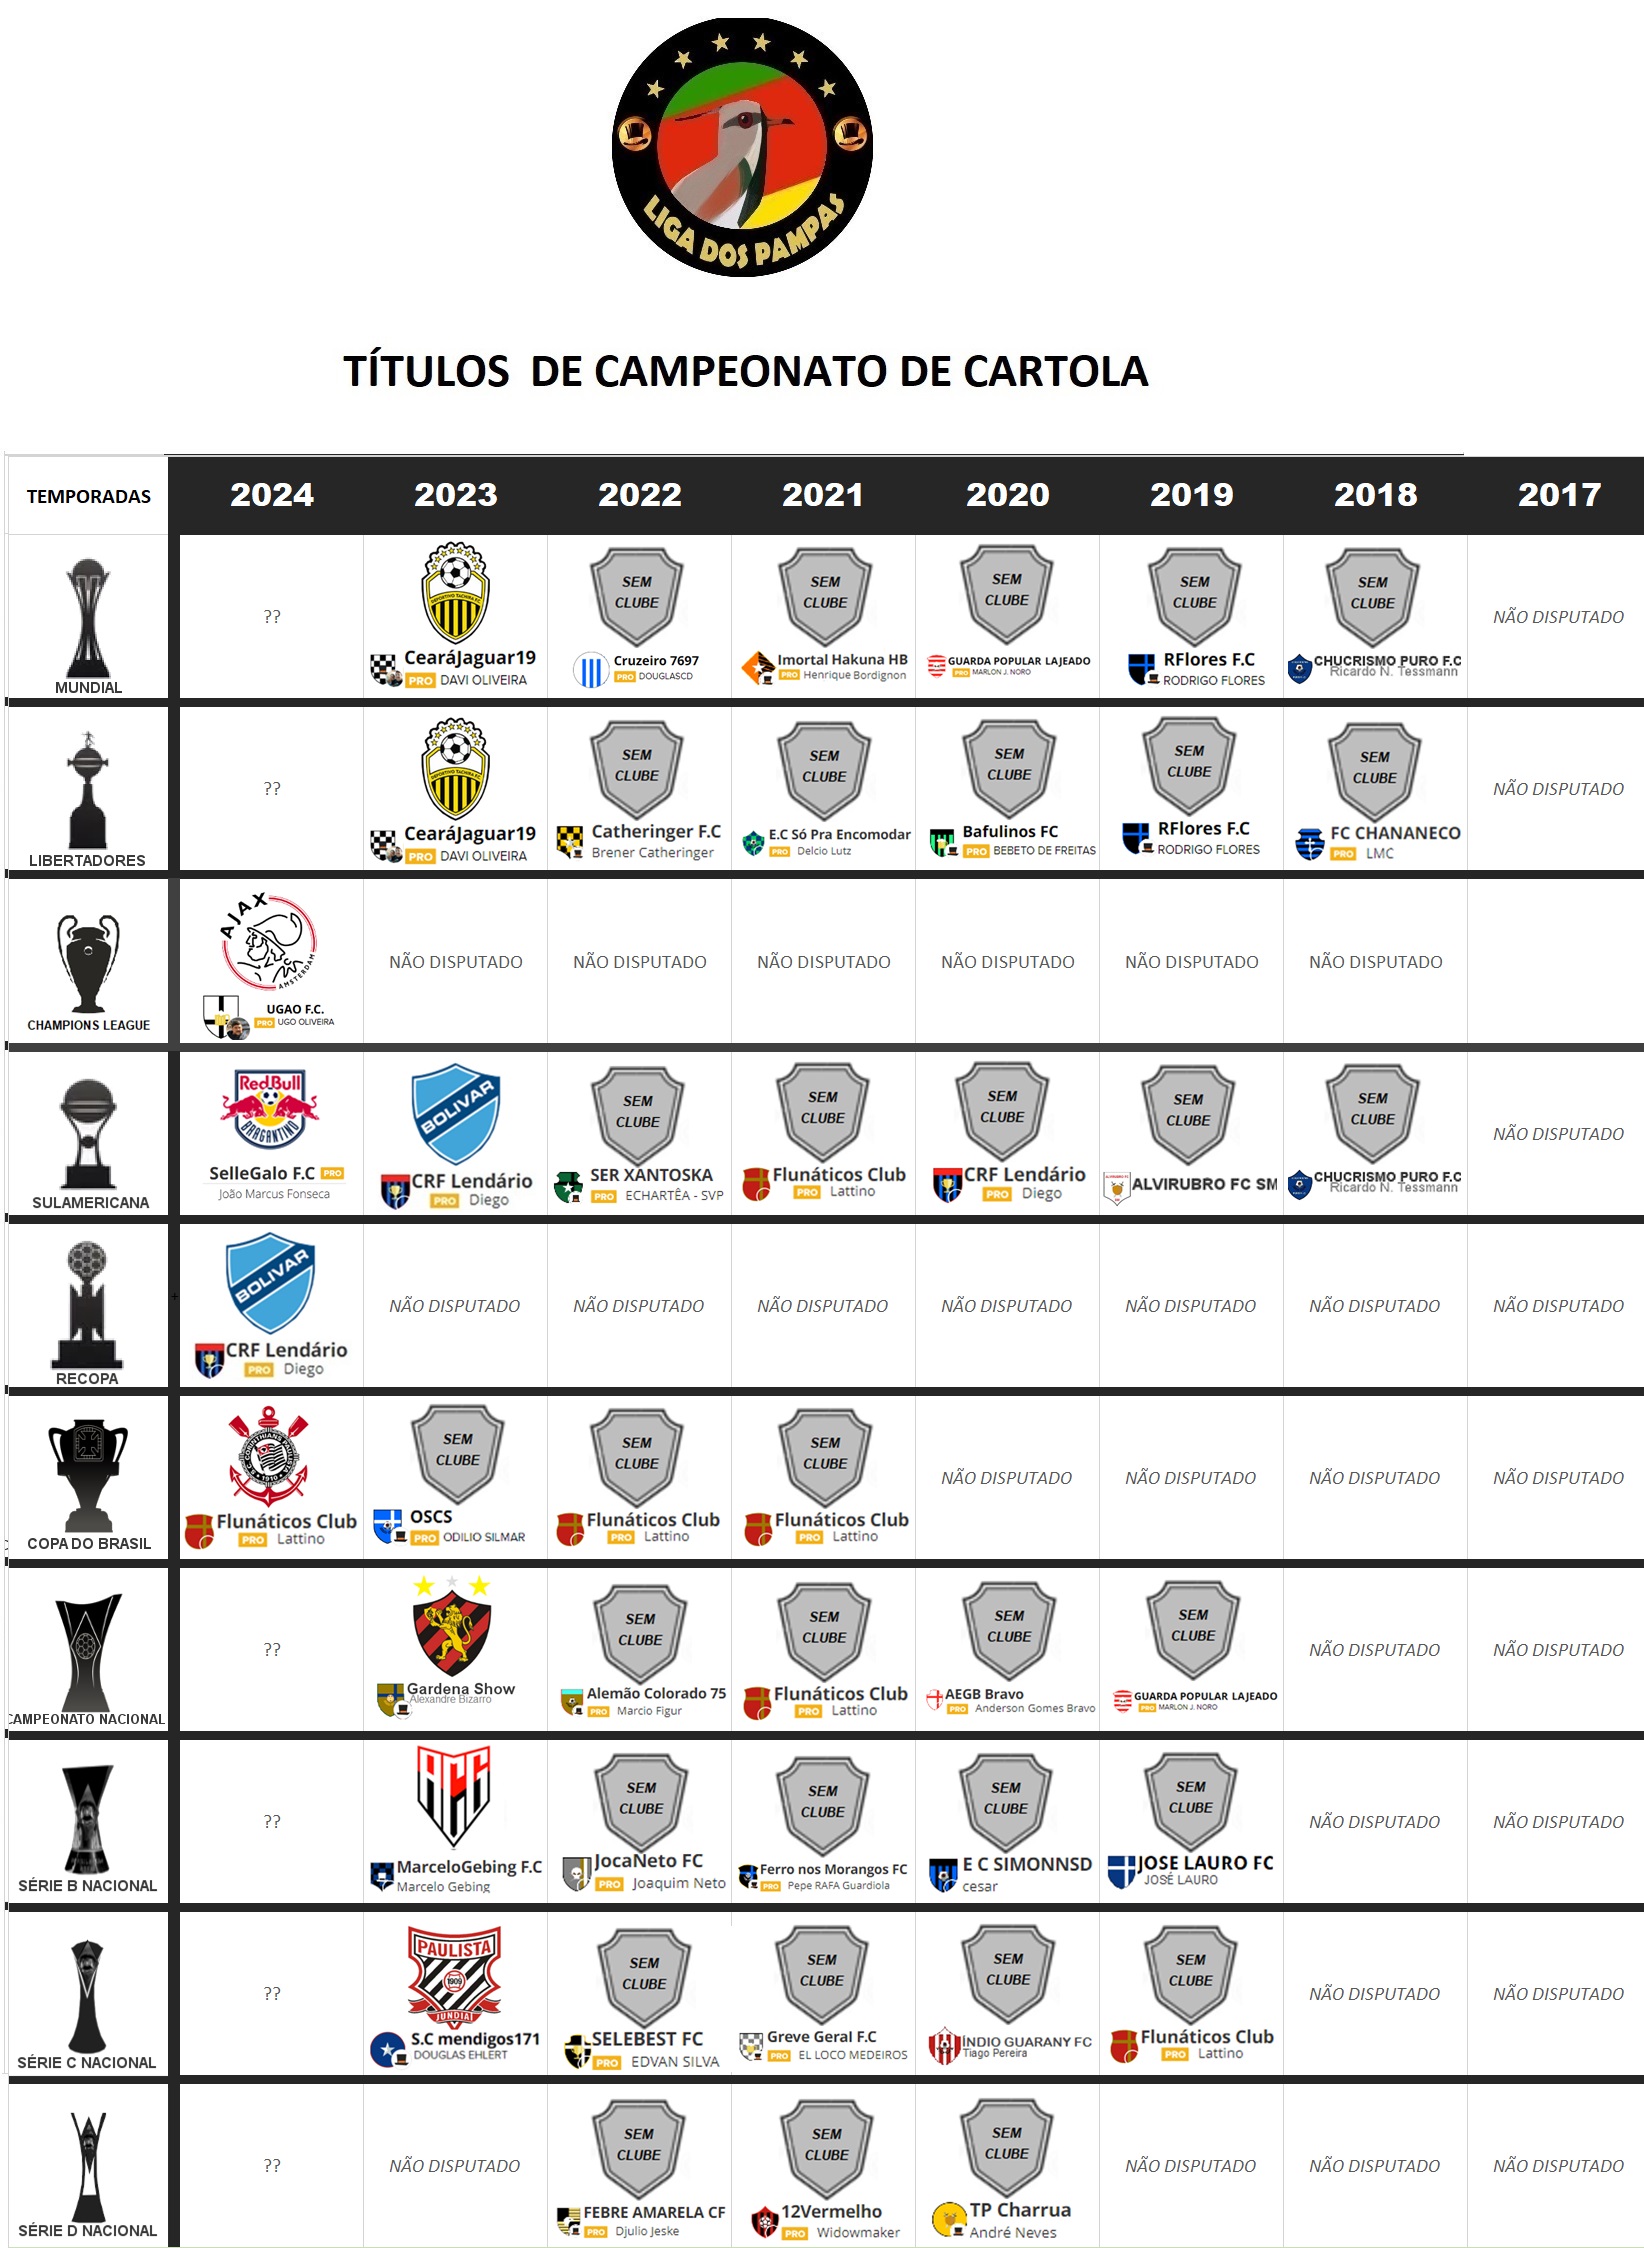 LIGA DOS PAMPAS
TÍTULOS DE CAMPEONATO DE CARTOLA
TEMPORADAS 2024 2023 2022 2021 2020 2019 2018 2017
MUNDIAL
??
DEPORTIVO TACHIRA F.C.
CearáJaguar19
PRO DAVI OLIVEIRA
SEM
CLUBE
Cruzeiro 7697
PRO DOUGLASCD
SEM
CLUBE
Imortal Hakuna HB
PRO Henrique Bordignon
SEM
CLUBE
GUARDA POPULAR LAJEADO
PRO MARLON J. NORO
SEM
CLUBE
RFlores F.C
RODRIGO FLORES
SEM
CLUBE
CHUCRISMO PURO F.C
Ricardo N. Tessmann
NÃO DISPUTADO
LIBERTADORES
??
DEPORTIVO TACHIRA F.C.
CearáJaguar19
PRO DAVI OLIVEIRA
SEM
CLUBE
Catheringer F.C
Brener Catheringer
SEM
CLUBE
E.C Só Pra Encomodar
PRO Delcio Lutz
SEM
CLUBE
Bafulinos FC
PRO BEBETO DE FREITAS
SEM
CLUBE
RFlores F.C
RODRIGO FLORES
SEM
CLUBE
FC CHANANECO
PRO LMC
NÃO DISPUTADO
CHAMPIONS LEAGUE
AJAX
AMSTERDAM
UGAO F.C.
PRO UGO OLIVEIRA
NÃO DISPUTADO
NÃO DISPUTADO
NÃO DISPUTADO
NÃO DISPUTADO
NÃO DISPUTADO
NÃO DISPUTADO
SULAMERICANA
Red Bull
BRAGANTINO
SelleGalo F.C PRO
João Marcus Fonseca
BOLIVAR
CRF Lendário
PRO Diego
SEM
CLUBE
SER XANTOSKA
PRO ECHARTÊA - SVP
SEM
CLUBE
Flunáticos Club
PRO Lattino
SEM
CLUBE
CRF Lendário
PRO Diego
SEM
CLUBE
ALVIRUBRO FC SM
SEM
CLUBE
CHUCRISMO PURO F.C
Ricardo N. Tessmann
NÃO DISPUTADO
RECOPA
+
BOLIVAR
CRF Lendário
PRO Diego
NÃO DISPUTADO
NÃO DISPUTADO
NÃO DISPUTADO
NÃO DISPUTADO
NÃO DISPUTADO
NÃO DISPUTADO
NÃO DISPUTADO
COPA DO BRASIL
1910
Flunáticos Club
PRO Lattino
SEM
CLUBE
OSCS
PRO ODILIO SILMAR
SEM
CLUBE
Flunáticos Club
PRO Lattino
SEM
CLUBE
Flunáticos Club
PRO Lattino
NÃO DISPUTADO
NÃO DISPUTADO
NÃO DISPUTADO
NÃO DISPUTADO
CAMPEONATO NACIONAL
??
Gardena Show
Alexandre Bizarro
SEM
CLUBE
Alemão Colorado 75
PRO Marcio Figur
SEM
CLUBE
Flunáticos Club
PRO Lattino
SEM
CLUBE
AEGB Bravo
PRO Anderson Gomes Bravo
SEM
CLUBE
GUARDA POPULAR LAJEADO
PRO MARLON J. NORO
NÃO DISPUTADO
NÃO DISPUTADO
SÉRIE B NACIONAL
??
MarceloGebing F.C
Marcelo Gebing
SEM
CLUBE
JocaNeto FC
PRO Joaquim Neto
SEM
CLUBE
Ferro nos Morangos FC
PRO Pepe RAFA Guardiola
SEM
CLUBE
E C SIMONNSD
cesar
SEM
CLUBE
JOSE LAURO FC
JOSÉ LAURO
NÃO DISPUTADO
NÃO DISPUTADO
SÉRIE C NACIONAL
??
PAULISTA
1909
JUNDIAÍ
S.C mendigos171
DOUGLAS EHLERT
SEM
CLUBE
SELEBEST FC
PRO EDVAN SILVA
SEM
CLUBE
Greve Geral F.C
PRO EL LOCO MEDEIROS
SEM
CLUBE
ÍNDIO GUARANY FC
Tiago Pereira
SEM
CLUBE
Flunáticos Club
PRO Lattino
NÃO DISPUTADO
NÃO DISPUTADO
SÉRIE D NACIONAL
??
NÃO DISPUTADO
SEM
CLUBE
FEBRE AMARELA CF
PRO Djulio Jeske
SEM
CLUBE
12Vermelho
PRO Widowmaker
SEM
CLUBE
TP Charrua
André Neves
NÃO DISPUTADO
NÃO DISPUTADO
NÃO DISPUTADO